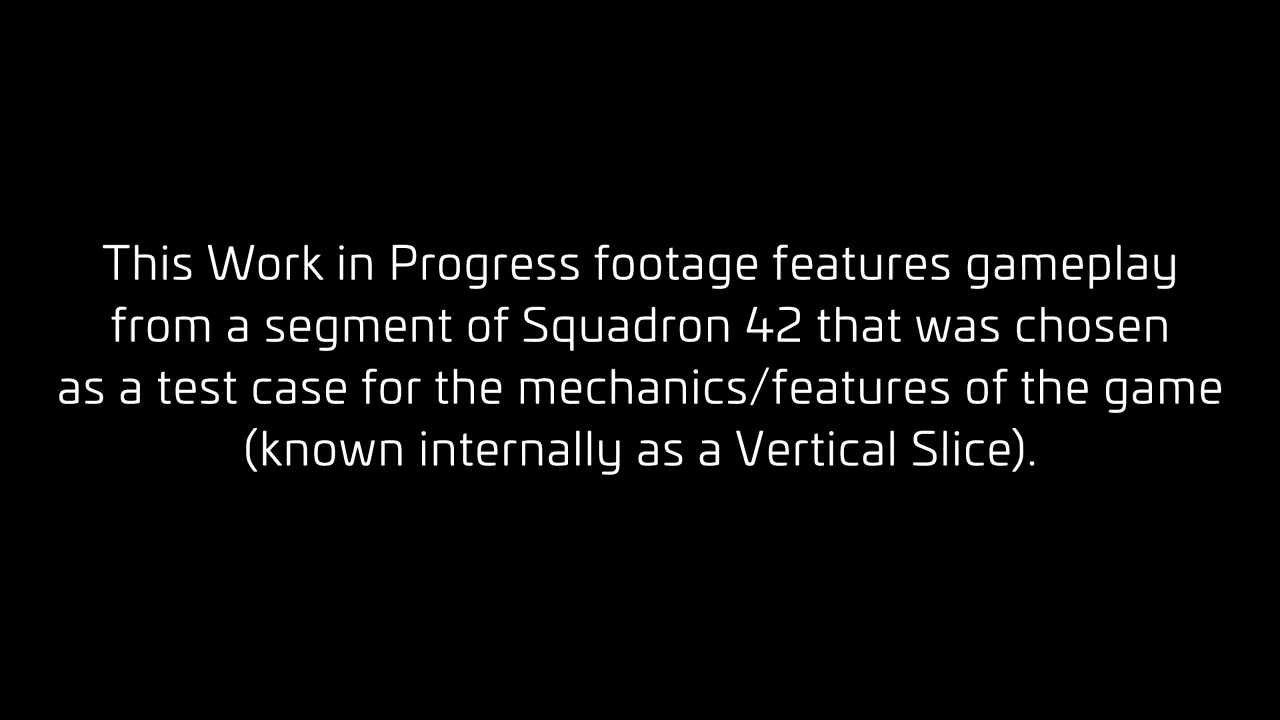 This Work in Progress footage features gameplay
from a segment of Squadron 42 that was chosen
as a test case for the mechanics/features of the game
(known internally as a Vertical Slice).